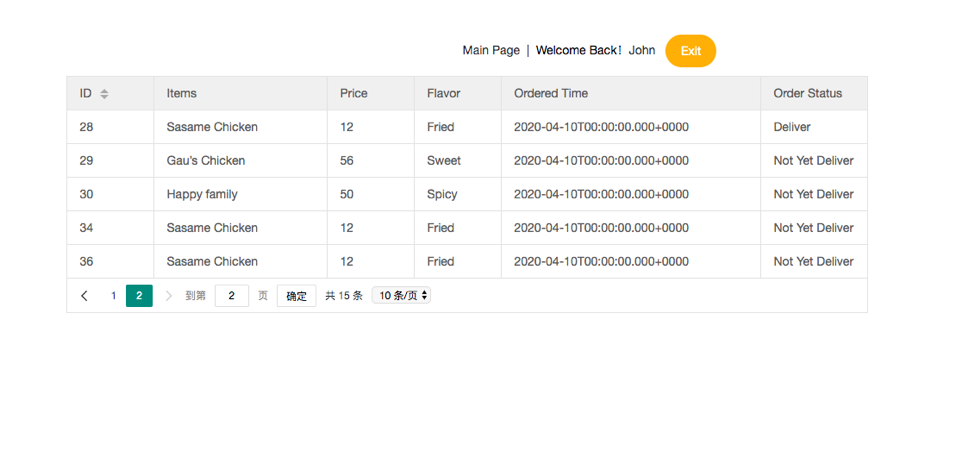 Main Page | Welcome Back! John Exit
ID Items Price Flavor Ordered Time Order Status
28 Sasame Chicken 12 Fried 2020-04-10T00:00:00.000+0000 Deliver
29 Gau's Chicken 56 Sweet 2020-04-10T00:00:00.000+0000 Not Yet Deliver
30 Happy family 50 Spicy 2020-04-10T00:00:00.000+0000 Not Yet Deliver
34 Sasame Chicken 12 Fried 2020-04-10T00:00:00.000+0000 Not Yet Deliver
36 Sasame Chicken 12 Fried 2020-04-10T00:00:00.000+0000 Not Yet Deliver
1 2 到第 2 页 确定 共 15 条 10 条/页